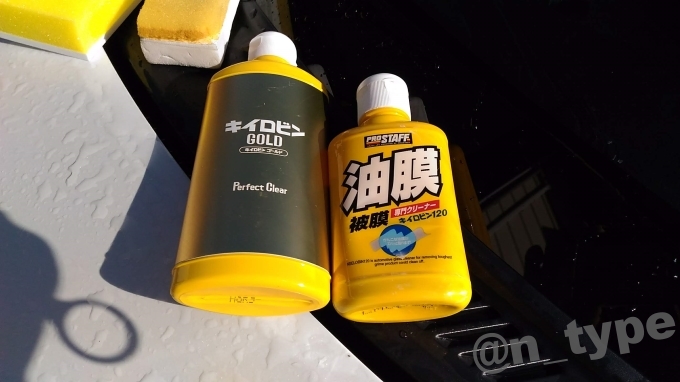 キイロビン
GOLD
キイロビン ゴールド
Perfect Clear
PROSTAFF
油膜
被膜
専門クリーナー
キイロビン120
@n_type